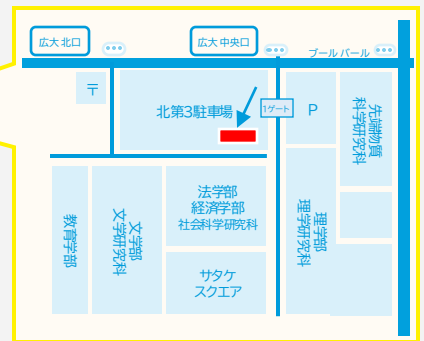 広大 北口
広大 中央口
ブールバール
〒
北第3駐車場
1ゲート
P
先端物質
科学研究科
法学部
経済学部
社会科学研究科
教育学部
文学部
文学研究科
理学部
理学研究科
サタケ
スクエア